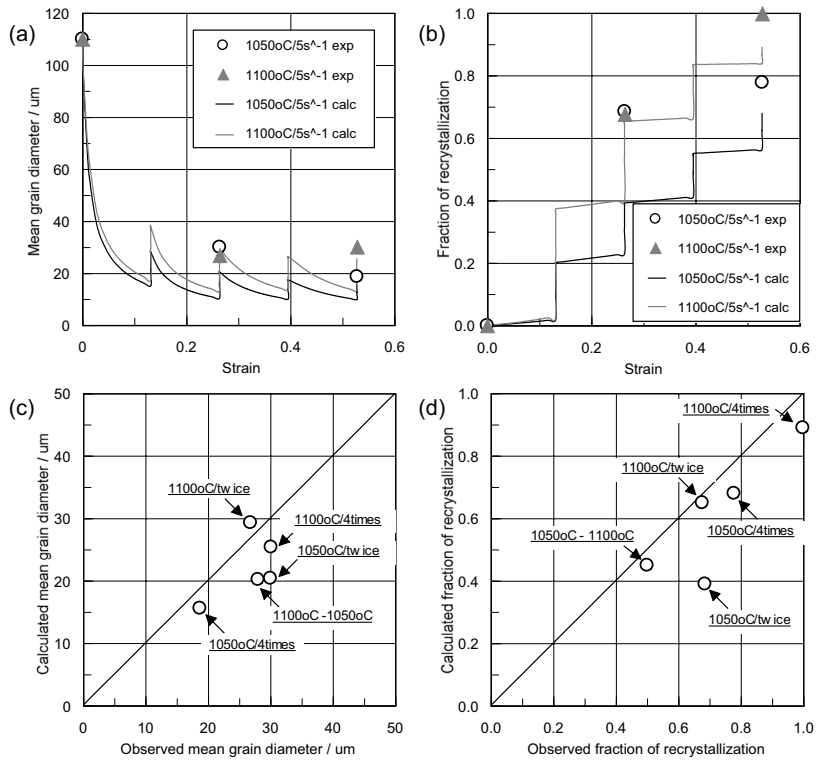 (a)
Mean grain diameter / um
120
100
80
60
40
20
0
0
0.2
0.4
0.6
Strain
1050oC/5s^-1 exp
1100oC/5s^-1 exp
1050oC/5s^-1 calc
1100oC/5s^-1 calc
(b)
Fraction of recrystallization
1.0
0.8
0.6
0.4
0.2
0.0
0.0
0.2
0.4
0.6
Strain
1050oC/5s^-1 exp
1100oC/5s^-1 exp
1050oC/5s^-1 calc
1100oC/5s^-1 calc
(c)
Calculated mean grain diameter / um
50
40
30
20
10
0
0
10
20
30
40
50
Observed mean grain diameter / um
1100oC/twice
1100oC/4times
1050oC/twice
1100oC -1050oC
1050oC/4times
(d)
Calculated fraction of recrystallization
1.0
0.8
0.6
0.4
0.2
0.0
0.0
0.2
0.4
0.6
0.8
1.0
Observed fraction of recrystallization
1100oC/4times
1100oC/twice
1050oC/4times
1050oC - 1100oC
1050oC/twice